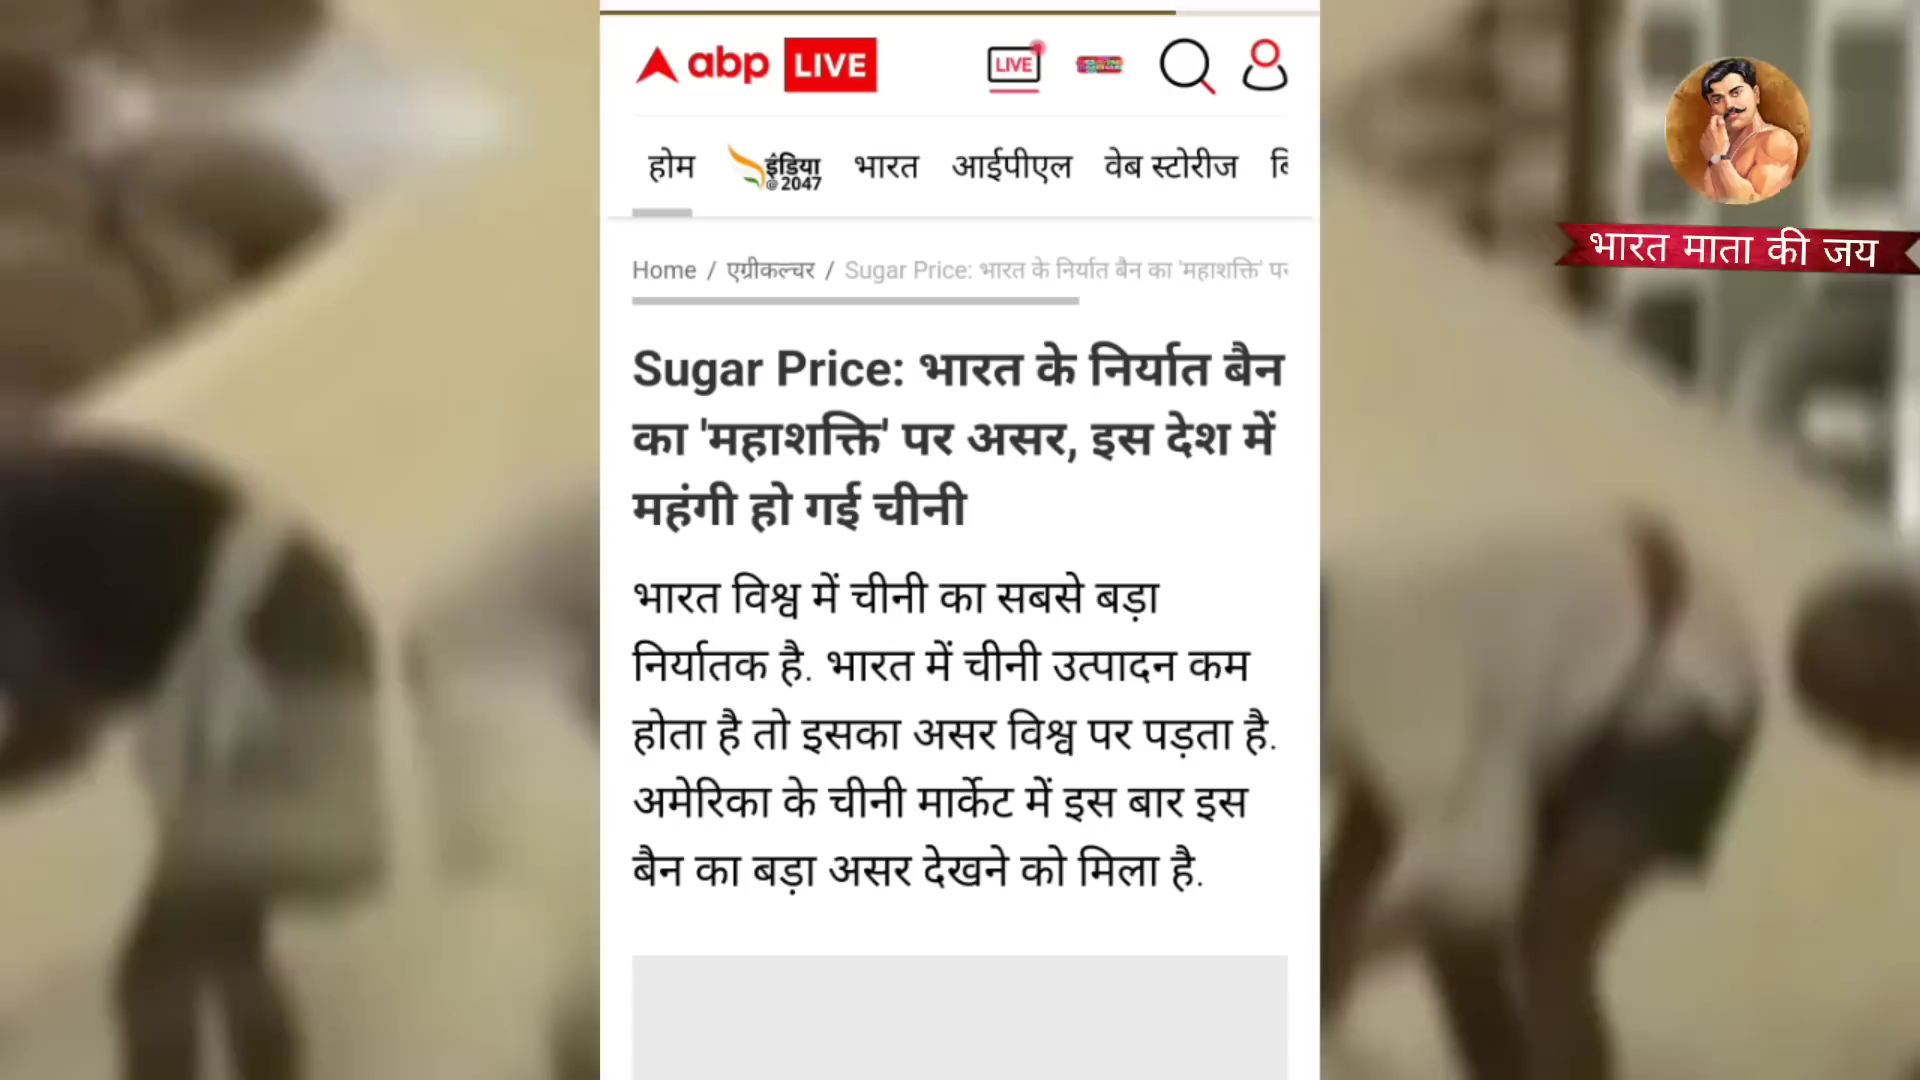 abp LIVE
LIVE
होम इंडिया @ 2047 भारत आईपीएल वेब स्टोरीज
भारत माता की जय
Home / एग्रीकल्चर / Sugar Price: भारत के निर्यात बैन का 'महाशक्ति'
Sugar Price: भारत के निर्यात बैन
का 'महाशक्ति' पर असर, इस देश में
महंगी हो गई चीनी
भारत विश्व में चीनी का सबसे बड़ा
निर्यातक है. भारत में चीनी उत्पादन कम
होता है तो इसका असर विश्व पर पड़ता है.
अमेरिका के चीनी मार्केट में इस बार इस
बैन का बड़ा असर देखने को मिला है.